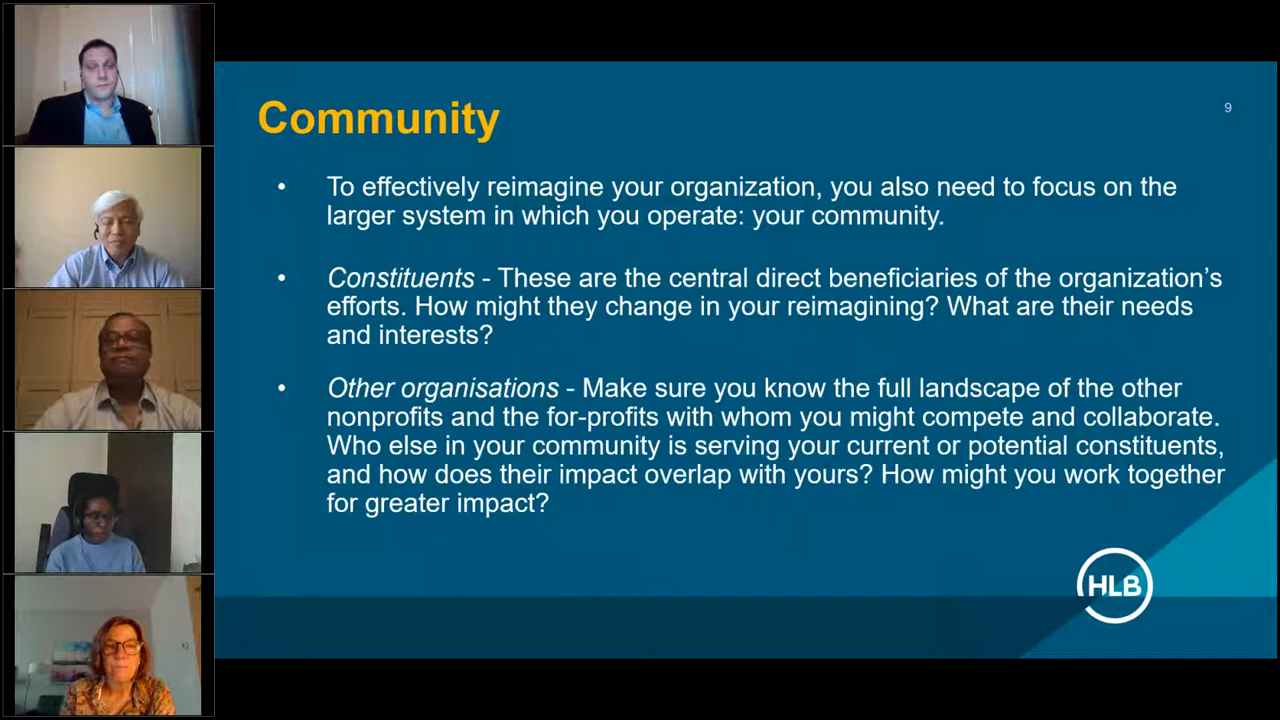 Community
9
• To effectively reimagine your organization, you also need to focus on the
larger system in which you operate: your community.
• Constituents - These are the central direct beneficiaries of the organization’s
efforts. How might they change in your reimagining? What are their needs
and interests?
• Other organisations - Make sure you know the full landscape of the other
nonprofits and the for-profits with whom you might compete and collaborate.
Who else in your community is serving your current or potential constituents,
and how does their impact overlap with yours? How might you work together
for greater impact?
HLB